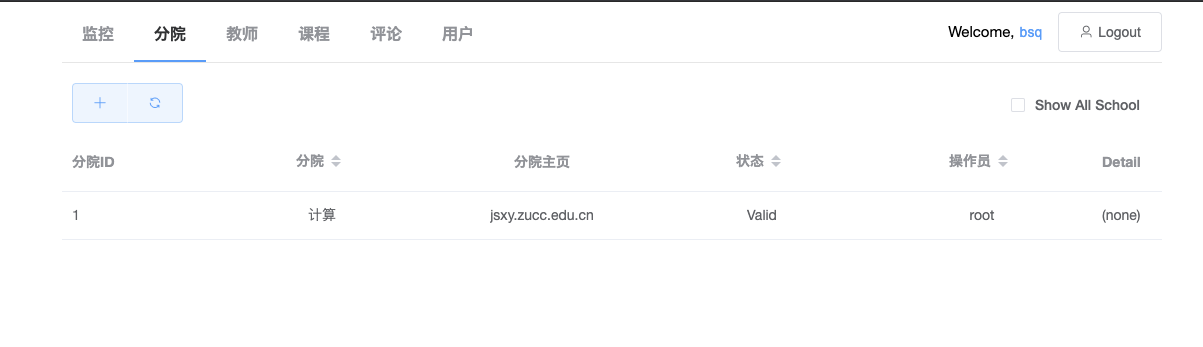 监控 分院 教师 课程 评论 用户 Welcome, bsq Logout
Show All School
分院ID 分院 分院主页 状态 操作员 Detail
1 计算 jsxy.zucc.edu.cn Valid root (none)